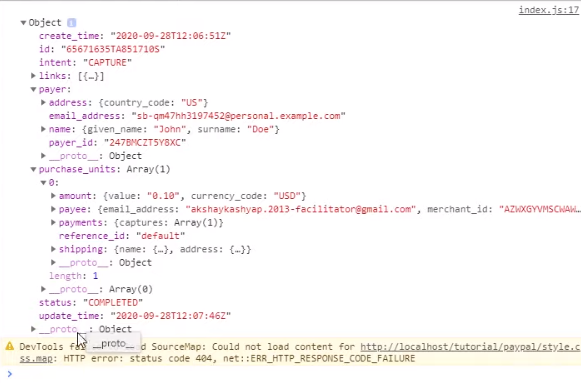 index.js:17
▼Object i
create_time: "2020-09-28T12:06:51Z"
id: "65671635TA851710S"
intent: "CAPTURE"
▶links: [{…}]
▼payer:
▶address: {country_code: "US"}
email_address: "sb-qm47hh3197452@personal.example.com"
▶name: {given_name: "John", surname: "Doe"}
payer_id: "247BMCZT5Y8XC"
▶__proto__: Object
▼purchase_units: Array(1)
▼0:
▶amount: {value: "0.10", currency_code: "USD"}
▶payee: {email_address: "akshaykashyap.2013-facilitator@gmail.com", merchant_id: "AZWXGYVMSCWAW…
▶payments: {captures: Array(1)}
reference_id: "default"
▶shipping: {name: {…}, address: {…}}
▶__proto__: Object
length: 1
▶__proto__: Array(0)
status: "COMPLETED"
update_time: "2020-09-28T12:07:46Z"
▶__proto__: Object
__proto__
DevTools d SourceMap: Could not load content for http://localhost/tutorial/paypal/style.c
ss.map: HTTP error: status code 404, net::ERR_HTTP_RESPONSE_CODE_FAILURE
>